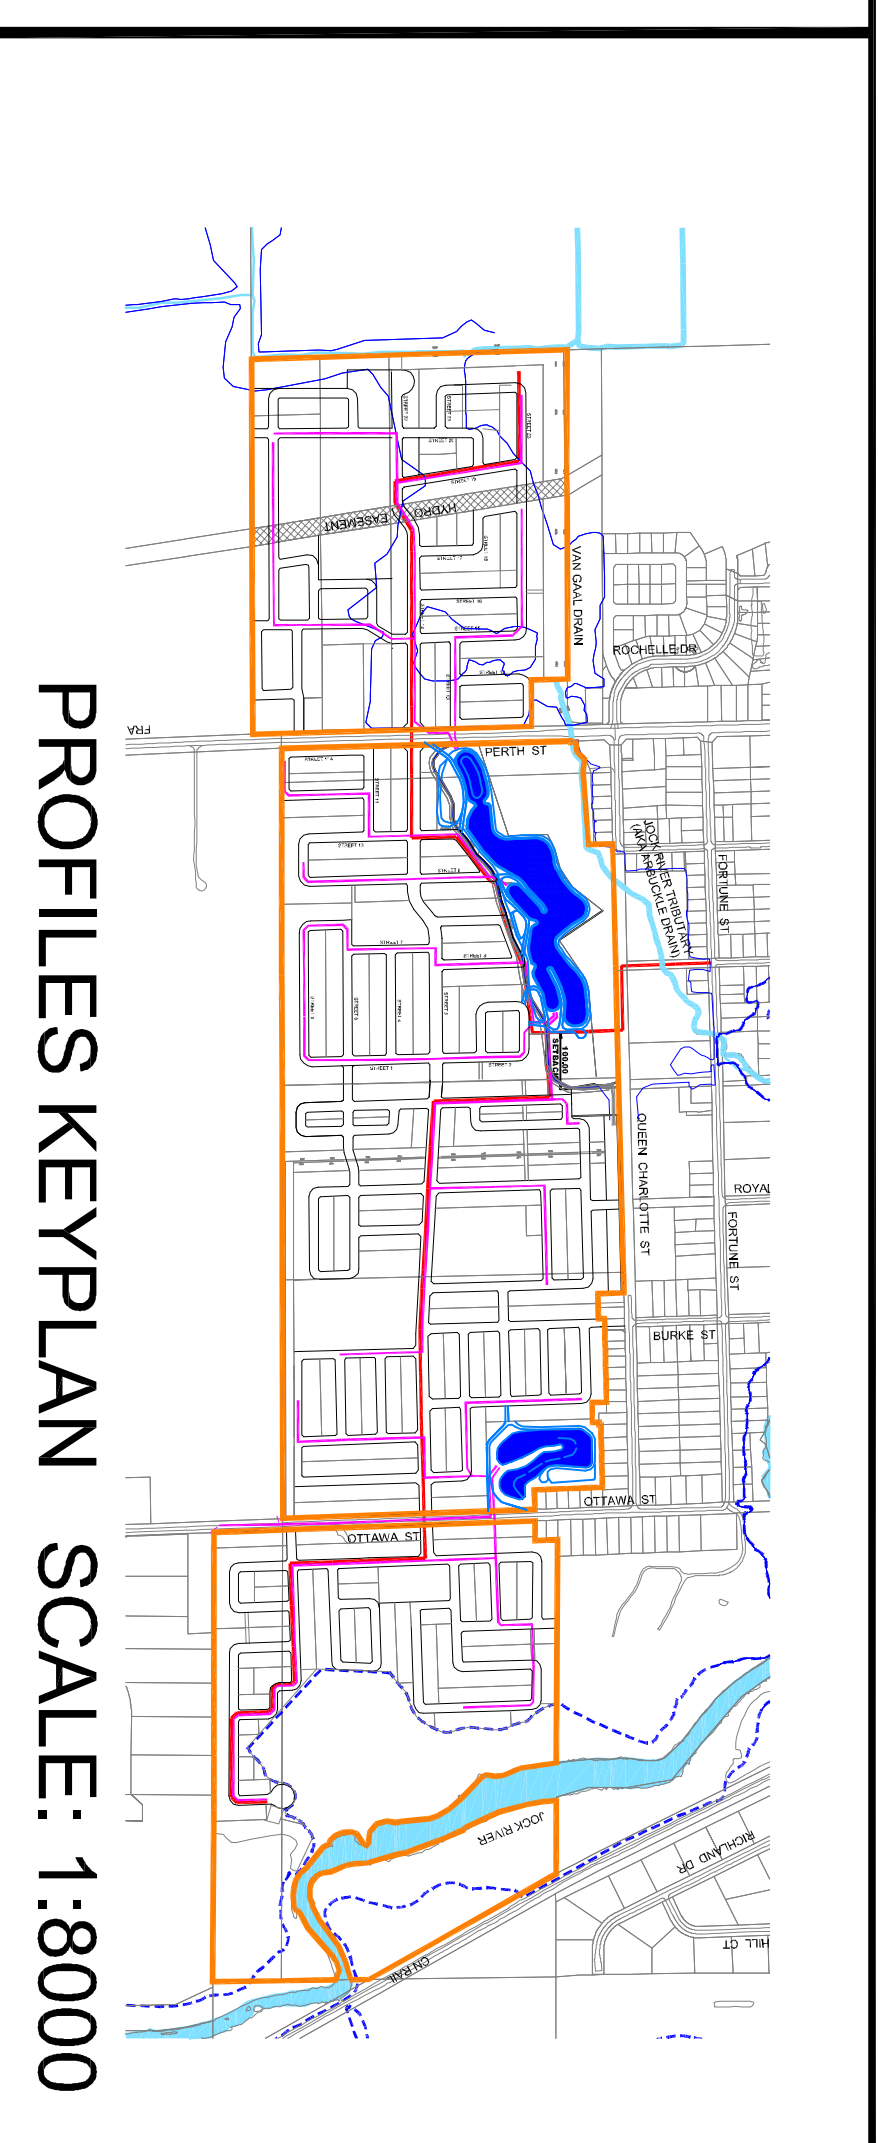 PROFILES KEYPLAN SCALE: 1:8000
STREET 20
HYDRO
EASEMENT
STREET 16
VAN GAAL DRAIN
ROCHELLE DR
FRA
PERTH ST
STREET 11
STREET 13
JOCK RIVER TRIBUTARY
(AKA ARBUCKLE DRAIN)
FORTUNE ST
STREET 7
STREET 6
STREET 5
STREET 4
STREET 3
STREET 1
STREET 2
100.00
SETBACK
QUEEN CHARLOTTE ST
ROYAL
FORTUNE ST
BURKE ST
OTTAWA ST
OTTAWA ST
JOCK RIVER
RICHLAND DR
HILL CT
CN RAIL